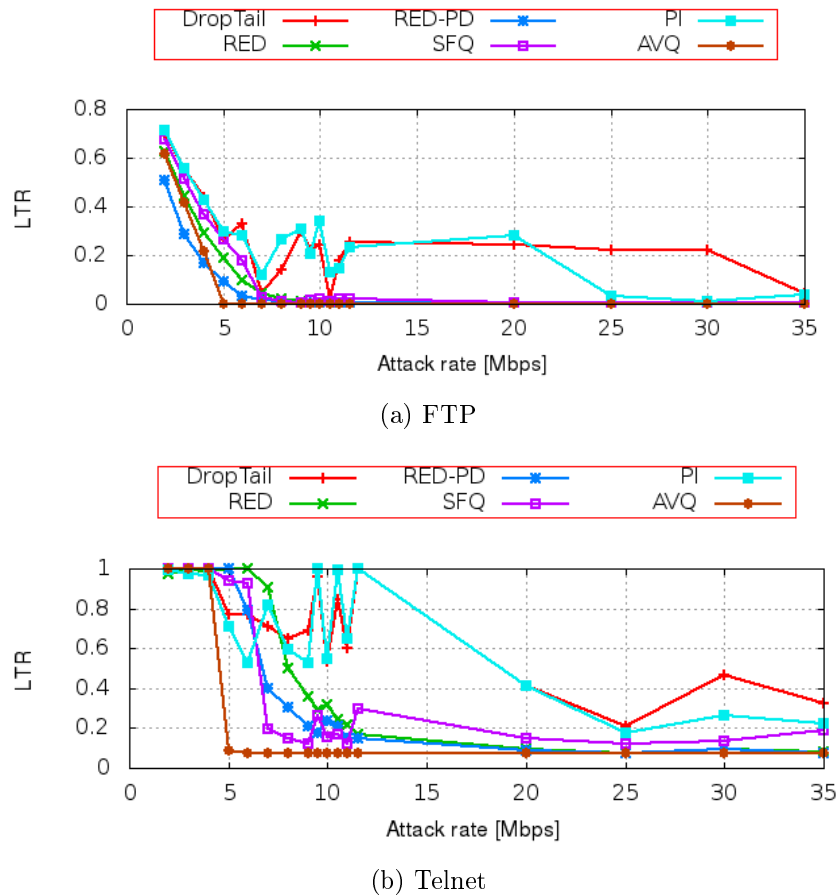 DropTail RED-PD PI
RED SFQ AVQ
0.8
0.6
0.4
0.2
0
LTR
0 5 10 15 20 25 30 35
Attack rate [Mbps]
(a) FTP
DropTail RED-PD PI
RED SFQ AVQ
1
0.8
0.6
0.4
0.2
0
LTR
0 5 10 15 20 25 30 35
Attack rate [Mbps]
(b) Telnet